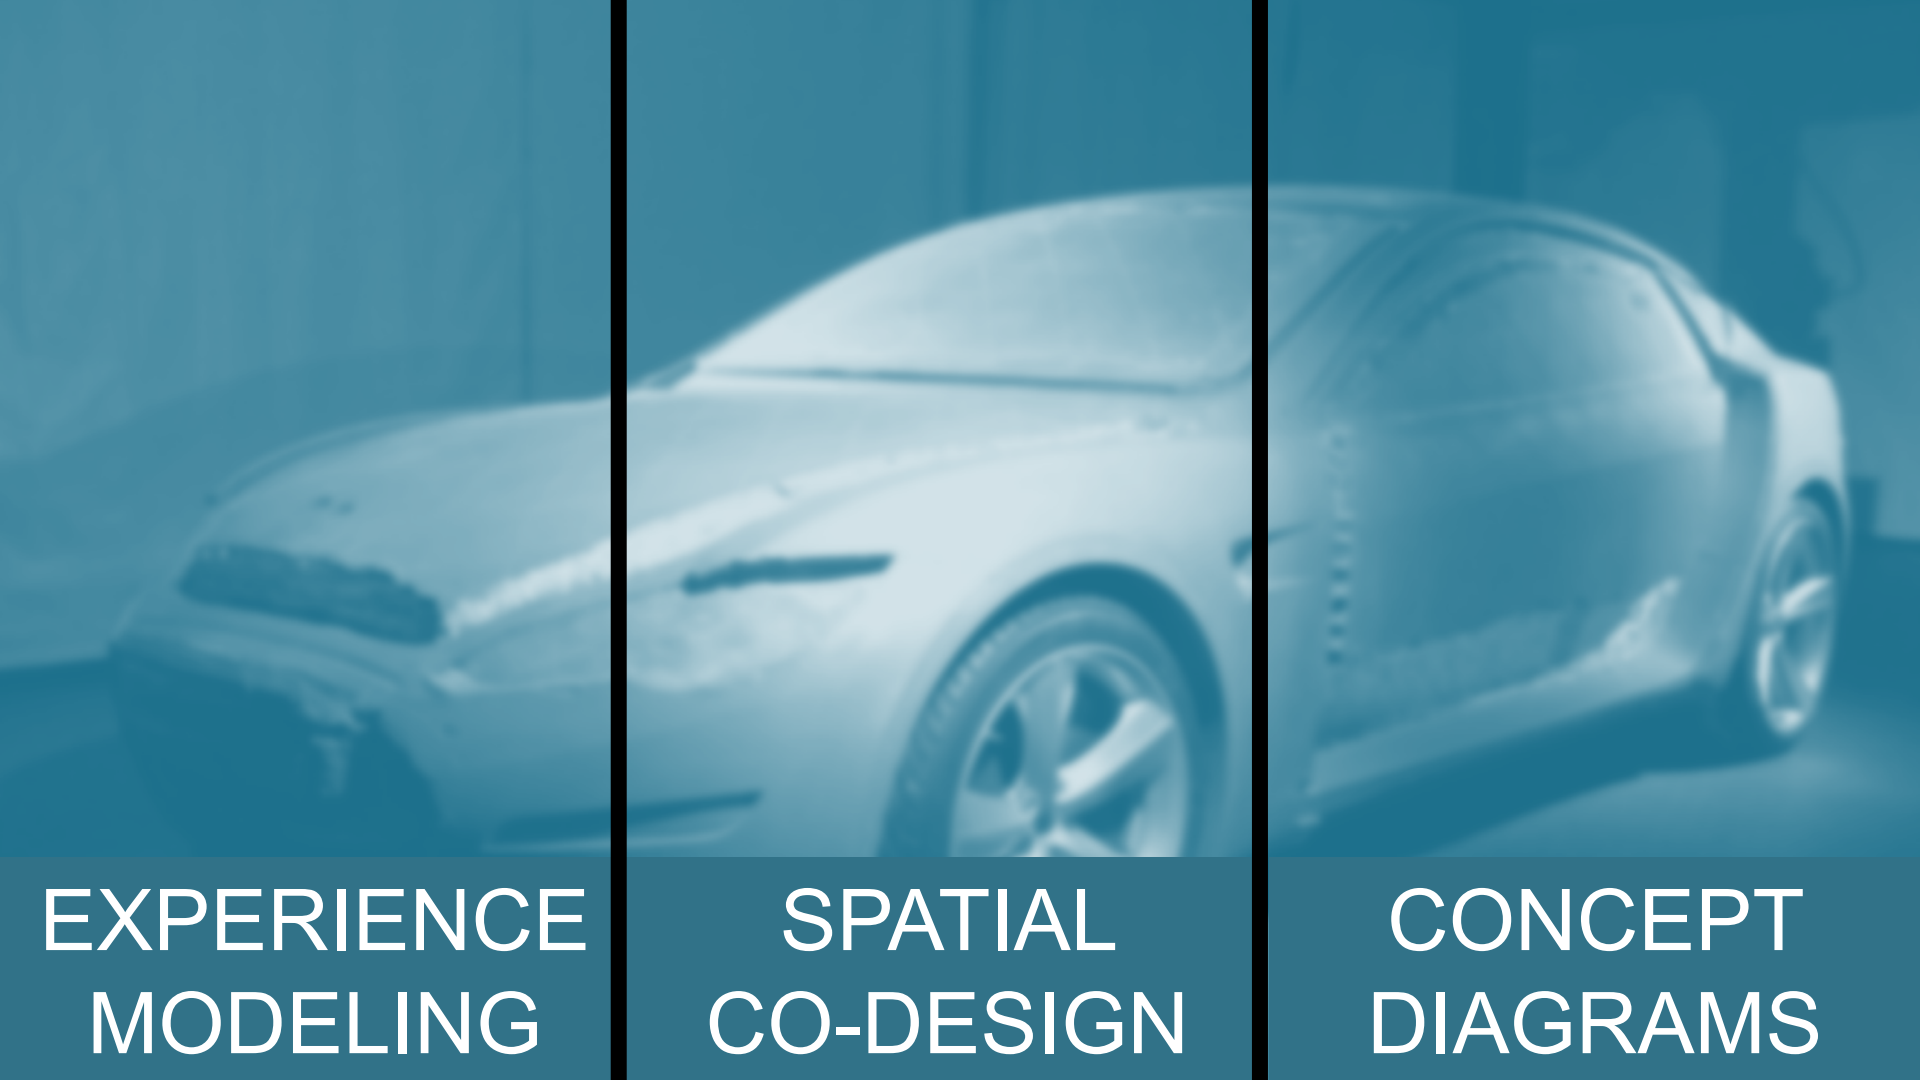 EXPERIENCE
MODELING
SPATIAL
CO-DESIGN
CONCEPT
DIAGRAMS